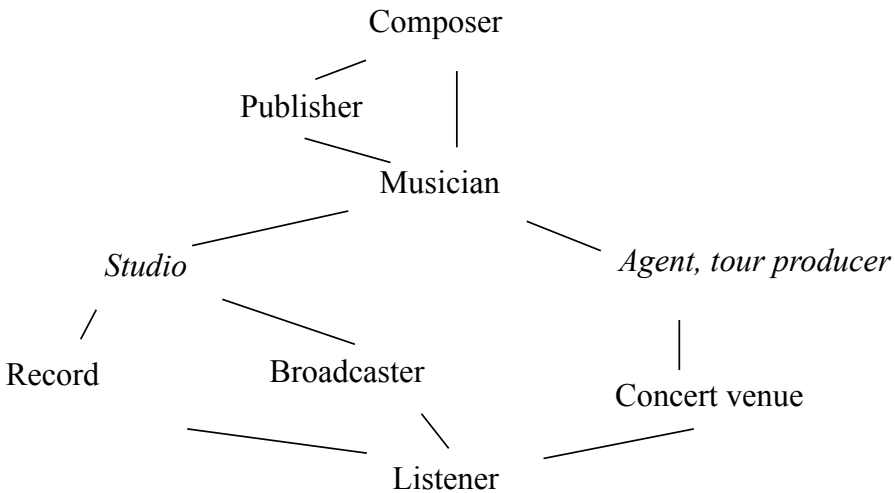 Composer
Publisher
Musician
Studio
Agent, tour producer
Record
Broadcaster
Concert venue
Listener